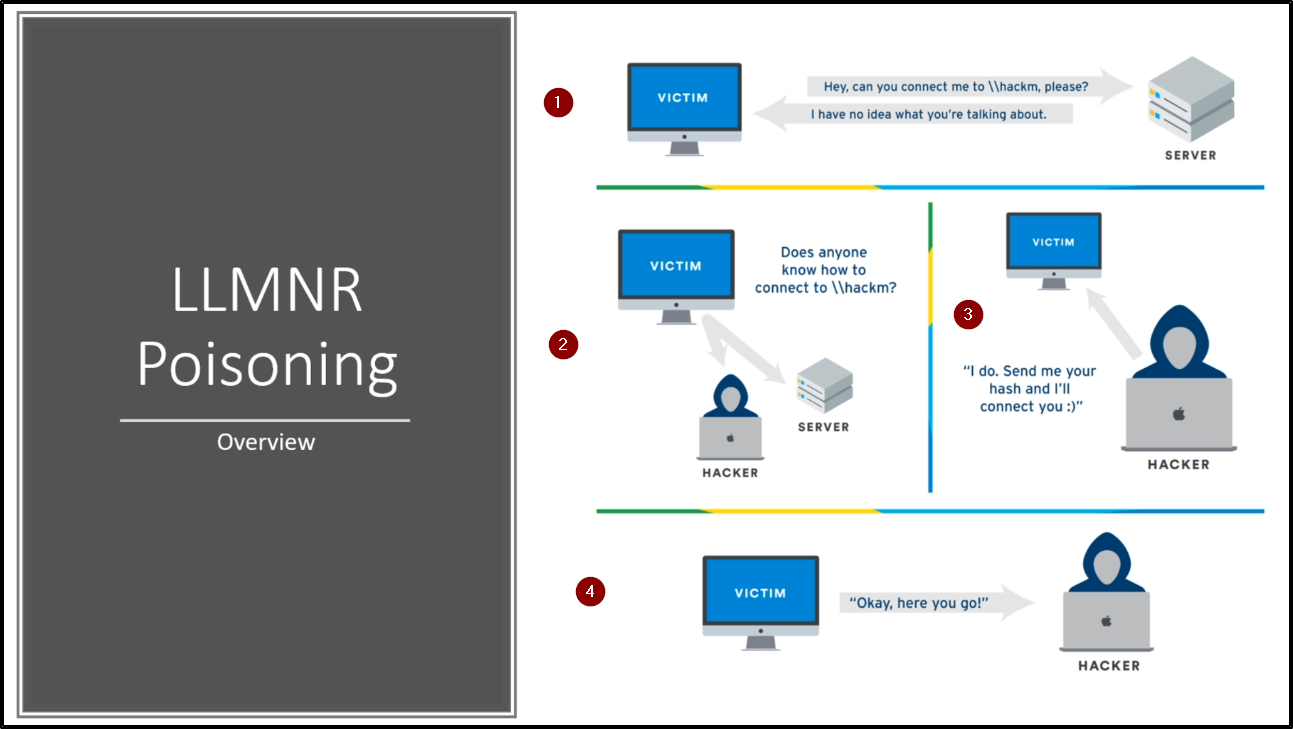 LLMNR
Poisoning
Overview
1
VICTIM
Hey, can you connect me to \\hackm, please?
I have no idea what you're talking about.
SERVER
2
VICTIM
Does anyone
know how to
connect to \\hackm?
HACKER
SERVER
3
VICTIM
“I do. Send me your
hash and I'll
connect you :)”
HACKER
4
VICTIM
“Okay, here you go!”
HACKER